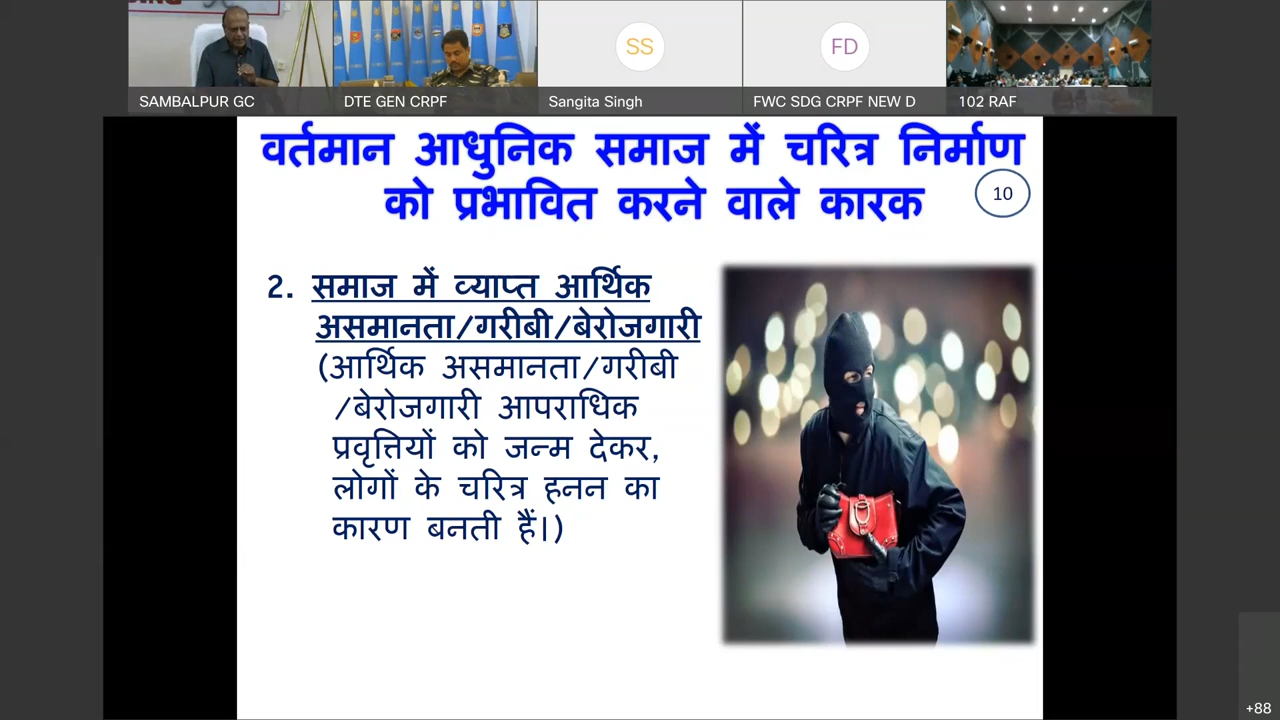 SAMBALPUR GC
DTE GEN CRPF
SS
Sangita Singh
FD
FWC SDG CRPF NEW D
102 RAF
वर्तमान आधुनिक समाज में चरित्र निर्माण
को प्रभावित करने वाले कारक
10
2. समाज में व्याप्त आर्थिक
असमानता/गरीबी/बेरोजगारी
(आर्थिक असमानता/गरीबी
/बेरोजगारी आपराधिक
प्रवृत्तियों को जन्म देकर,
लोगों के चरित्र हनन का
कारण बनती हैं।)
+88